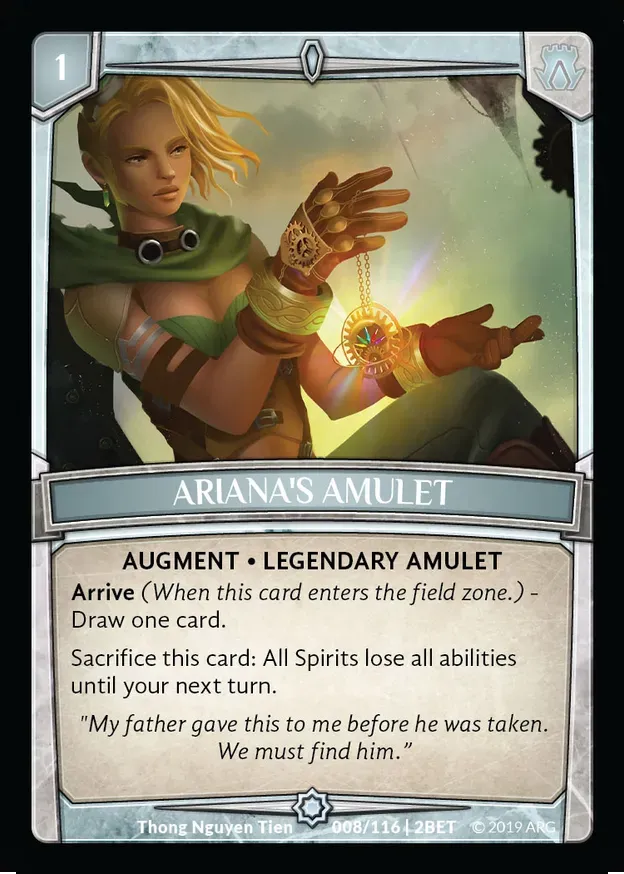 1
ARIANA'S AMULET
AUGMENT • LEGENDARY AMULET
Arrive (When this card enters the field zone.) -
Draw one card.
Sacrifice this card: All Spirits lose all abilities
until your next turn.
"My father gave this to me before he was taken.
We must find him.”
Thong Nguyen Tien 008/116 | 2BET © 2019 ARG